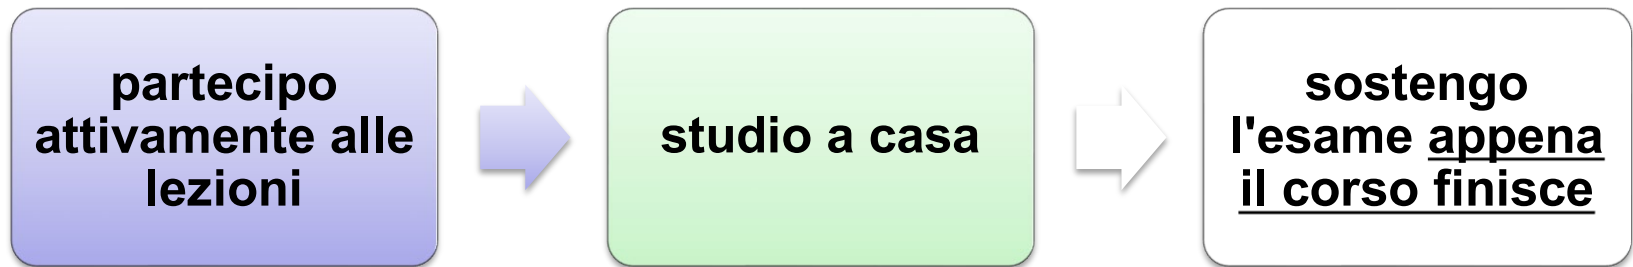 partecipo
attivamente alle
lezioni
studio a casa
sostengo
l'esame appena
il corso finisce